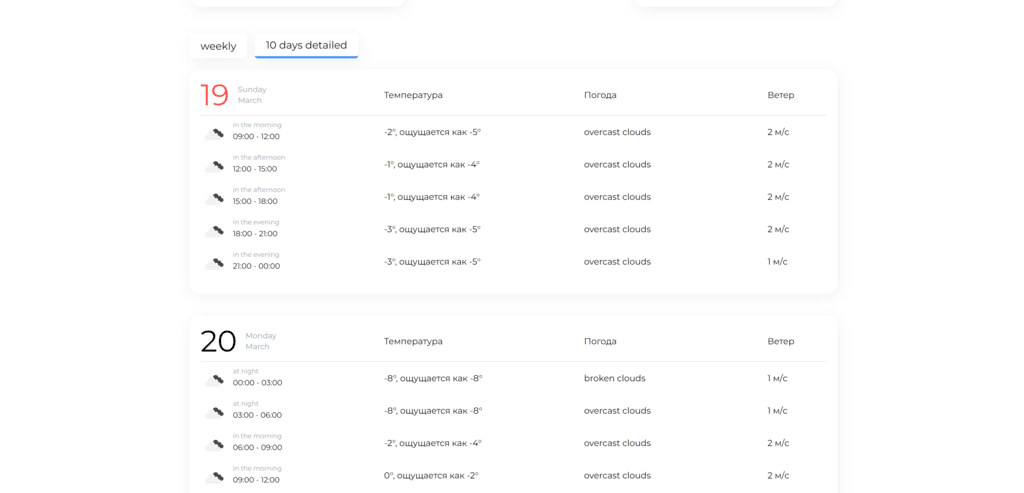 weekly 10 days detailed
19 Sunday March Температура Погода Ветер
in the morning
09:00 - 12:00 -2°, ощущается как -5° overcast clouds 2 м/с
in the afternoon
12:00 - 15:00 -1°, ощущается как -4° overcast clouds 2 м/с
in the afternoon
15:00 - 18:00 -1°, ощущается как -4° overcast clouds 2 м/с
in the evening
18:00 - 21:00 -3°, ощущается как -5° overcast clouds 2 м/с
in the evening
21:00 - 00:00 -3°, ощущается как -5° overcast clouds 1 м/с
20 Monday March Температура Погода Ветер
at night
00:00 - 03:00 -8°, ощущается как -8° broken clouds 1 м/с
at night
03:00 - 06:00 -8°, ощущается как -8° overcast clouds 1 м/с
in the morning
06:00 - 09:00 -2°, ощущается как -4° overcast clouds 2 м/с
in the morning
09:00 - 12:00 0°, ощущается как -2° overcast clouds 2 м/с